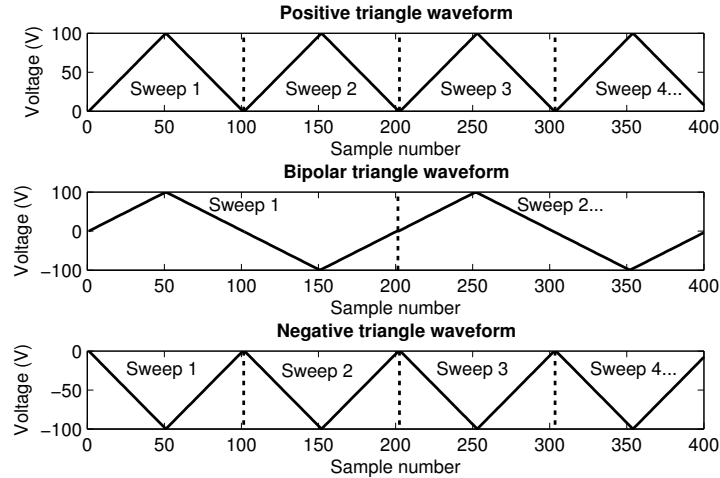 Positive triangle waveform
Voltage (V)
100
50
0
Sweep 1
Sweep 2
Sweep 3
Sweep 4...
0 50 100 150 200 250 300 350 400
Sample number
Bipolar triangle waveform
Voltage (V)
100
0
−100
Sweep 1
Sweep 2...
0 50 100 150 200 250 300 350 400
Sample number
Negative triangle waveform
Voltage (V)
0
−50
−100
Sweep 1
Sweep 2
Sweep 3
Sweep 4...
0 50 100 150 200 250 300 350 400
Sample number